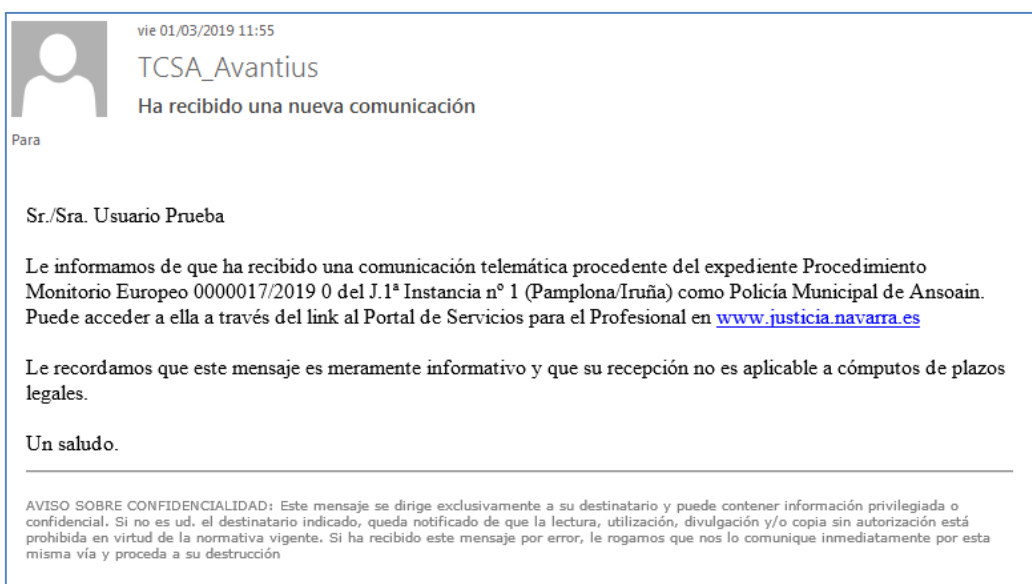 vie 01/03/2019 11:55
TCSA_Avantius
Ha recibido una nueva comunicación
Para
Sr./Sra. Usuario Prueba
Le informamos de que ha recibido una comunicación telemática procedente del expediente Procedimiento
Monitorio Europeo 0000017/2019 0 del J.1ª Instancia nº 1 (Pamplona/Iruña) como Policía Municipal de Ansoain.
Puede acceder a ella a través del link al Portal de Servicios para el Profesional en www.justicia.navarra.es
Le recordamos que este mensaje es meramente informativo y que su recepción no es aplicable a cómputos de plazos
legales.
Un saludo.
AVISO SOBRE CONFIDENCIALIDAD: Este mensaje se dirige exclusivamente a su destinatario y puede contener información privilegiada o
confidencial. Si no es ud. el destinatario indicado, queda notificado de que la lectura, utilización, divulgación y/o copia sin autorización está
prohibida en virtud de la normativa vigente. Si ha recibido este mensaje por error, le rogamos que nos lo comunique inmediatamente por esta
misma vía y proceda a su destrucción